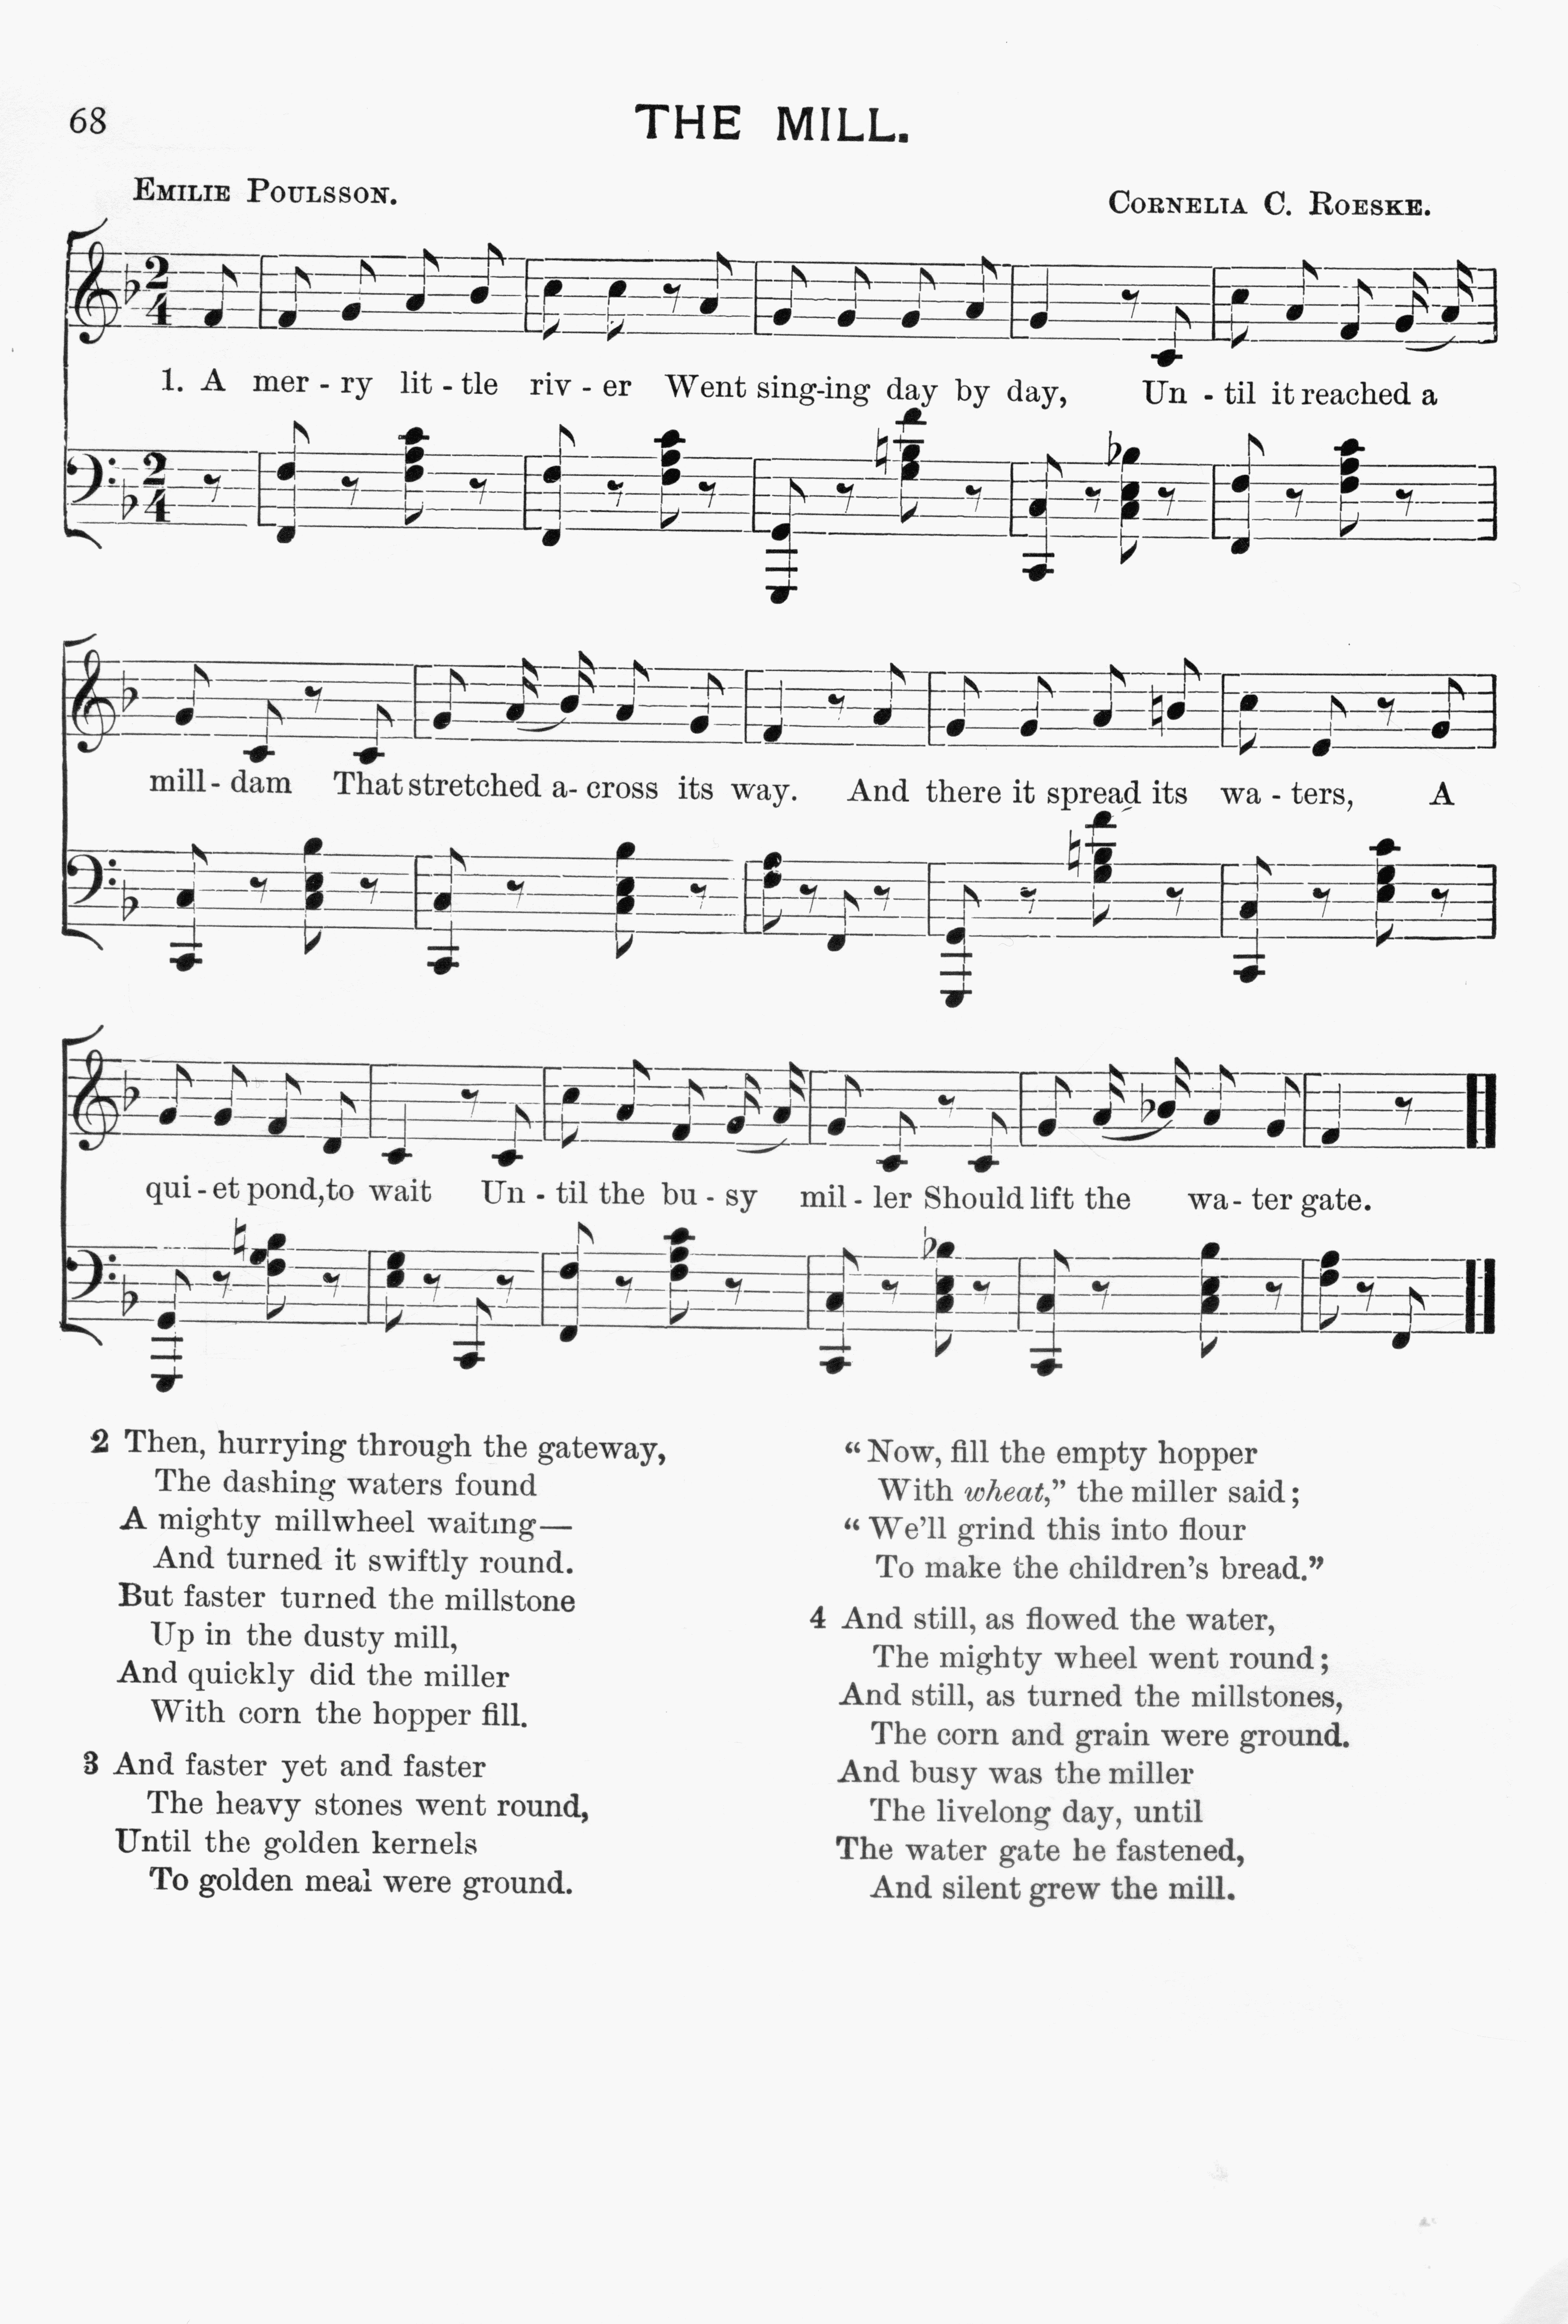 68
THE MILL.
EMILIE POULSSON.
CORNELIA C. ROESKE.
1. A mer - ry lit - tle riv - er Went sing-ing day by day, Un - til it reached a
mill - dam That stretched a- cross its way. And there it spread its wa - ters, A
qui - et pond, to wait Un - til the bu - sy mil - ler Should lift the wa - ter gate.
2 Then, hurrying through the gateway,
The dashing waters found
A mighty millwheel waiting—
And turned it swiftly round.
But faster turned the millstone
Up in the dusty mill,
And quickly did the miller
With corn the hopper fill.
3 And faster yet and faster
The heavy stones went round,
Until the golden kernels
To golden meal were ground.
“Now, fill the empty hopper
With wheat,” the miller said;
“We’ll grind this into flour
To make the children’s bread.”
4 And still, as flowed the water,
The mighty wheel went round;
And still, as turned the millstones,
The corn and grain were ground.
And busy was the miller
The livelong day, until
The water gate he fastened,
And silent grew the mill.